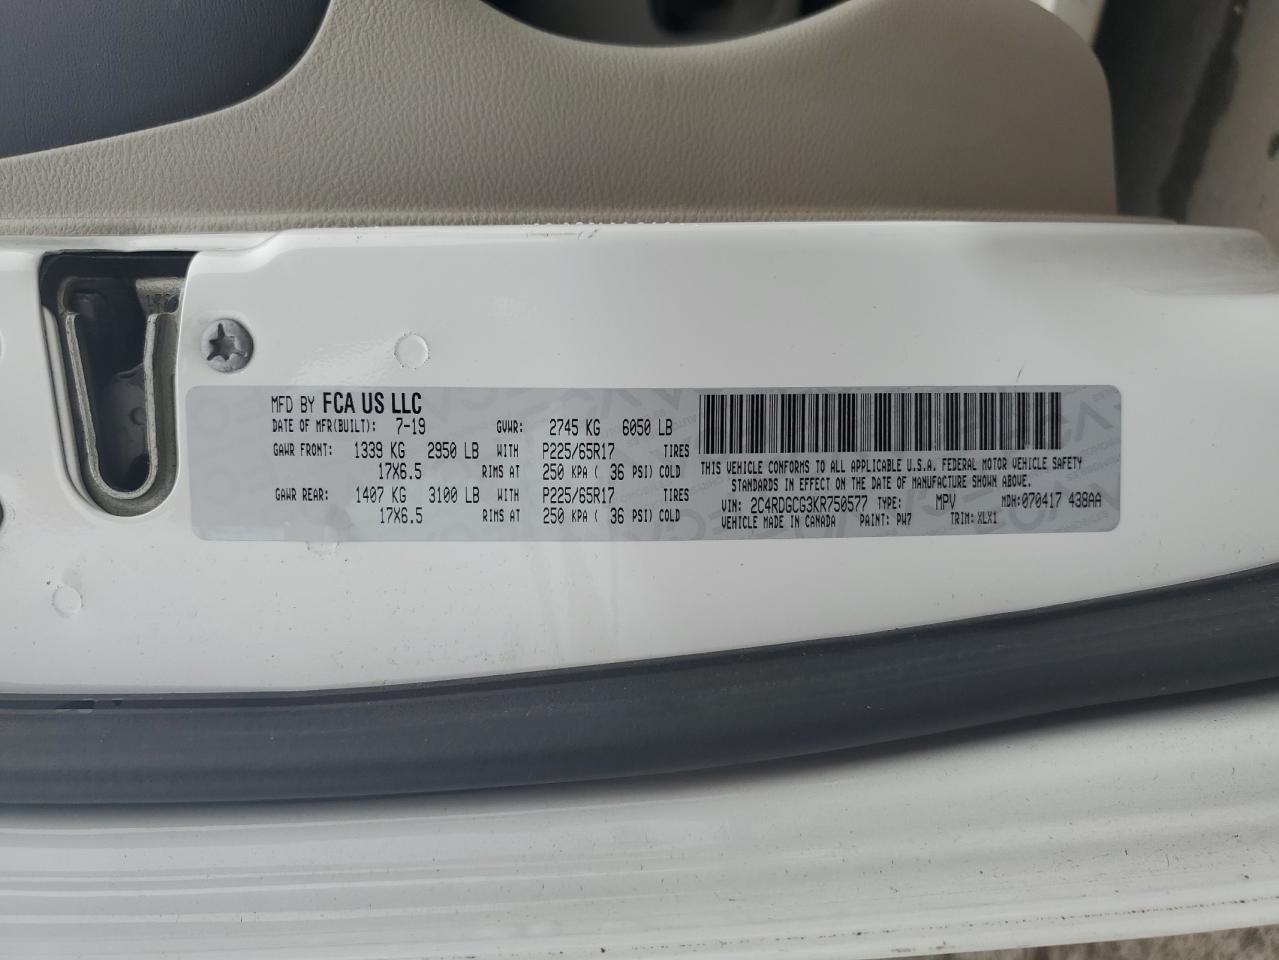 MFD BY FCA US LLC
DATE OF MFR(BUILT): 7-19 GVWR: 2745 KG 6050 LB
GAWR FRONT: 1339 KG 2950 LB WITH P225/65R17 TIRES
17X6.5 RIMS AT 250 KPA ( 36 PSI) COLD
GAWR REAR: 1407 KG 3100 LB WITH P225/65R17 TIRES
17X6.5 RIMS AT 250 KPA ( 36 PSI) COLD
THIS VEHICLE CONFORMS TO ALL APPLICABLE U.S.A. FEDERAL MOTOR VEHICLE SAFETY
STANDARDS IN EFFECT ON THE DATE OF MANUFACTURE SHOWN ABOVE.
VIN: 2C4RDGCG3KR750577 TYPE: MPV MDH: 070417 438AA
VEHICLE MADE IN CANADA PAINT: PW7 TRIM: XLX1